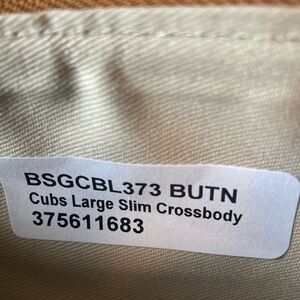 BSGCBL373 BUTN
Cubs Large Slim Crossbody
375611683